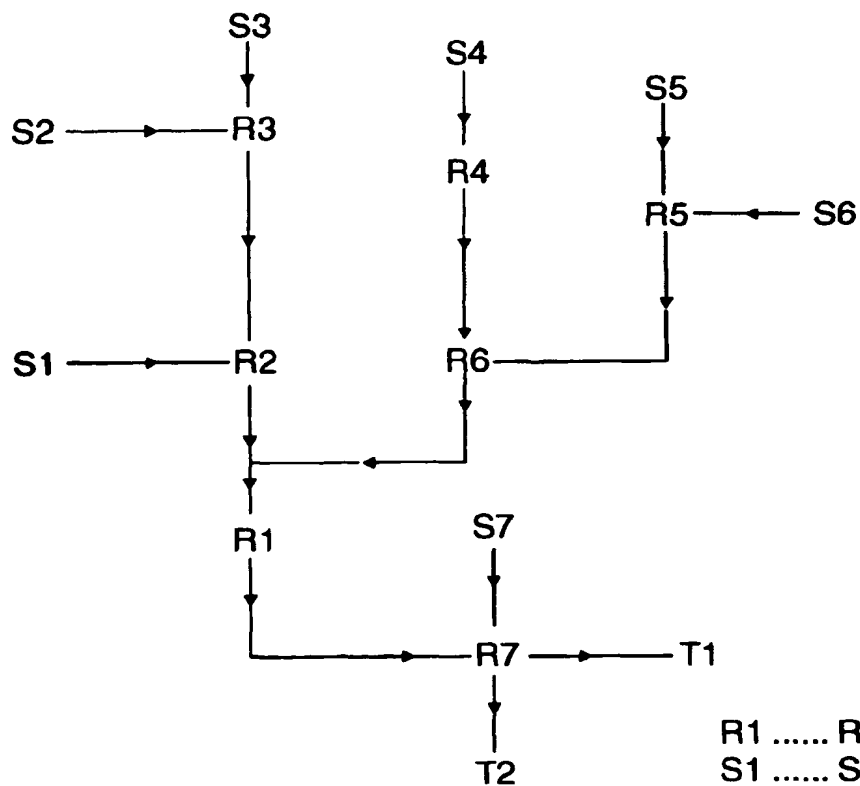 S3
S4
S5
S2
R3
R4
R5
S6
S1
R2
R6
R1
S7
R7
T1
T2
R1 ...... R
S1 ...... S